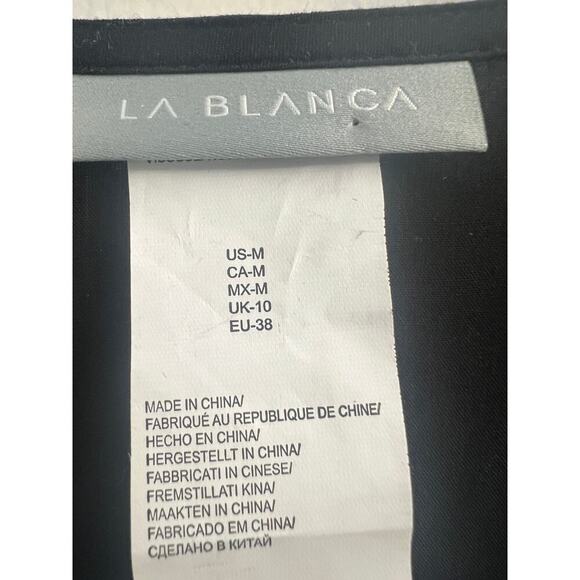 LA BLANCA
US-M
CA-M
MX-M
UK-10
EU-38
MADE IN CHINA/
FABRIQUÉ AU REPUBLIQUE DE CHINE/
HECHO EN CHINA/
HERGESTELLT IN CHINA/
FABBRICATI IN CINESE/
FREMSTILLATI KINA/
MAAKTEN IN CHINA/
FABRICADO EM CHINA/
СДЕЛАНО В КИТАЙ